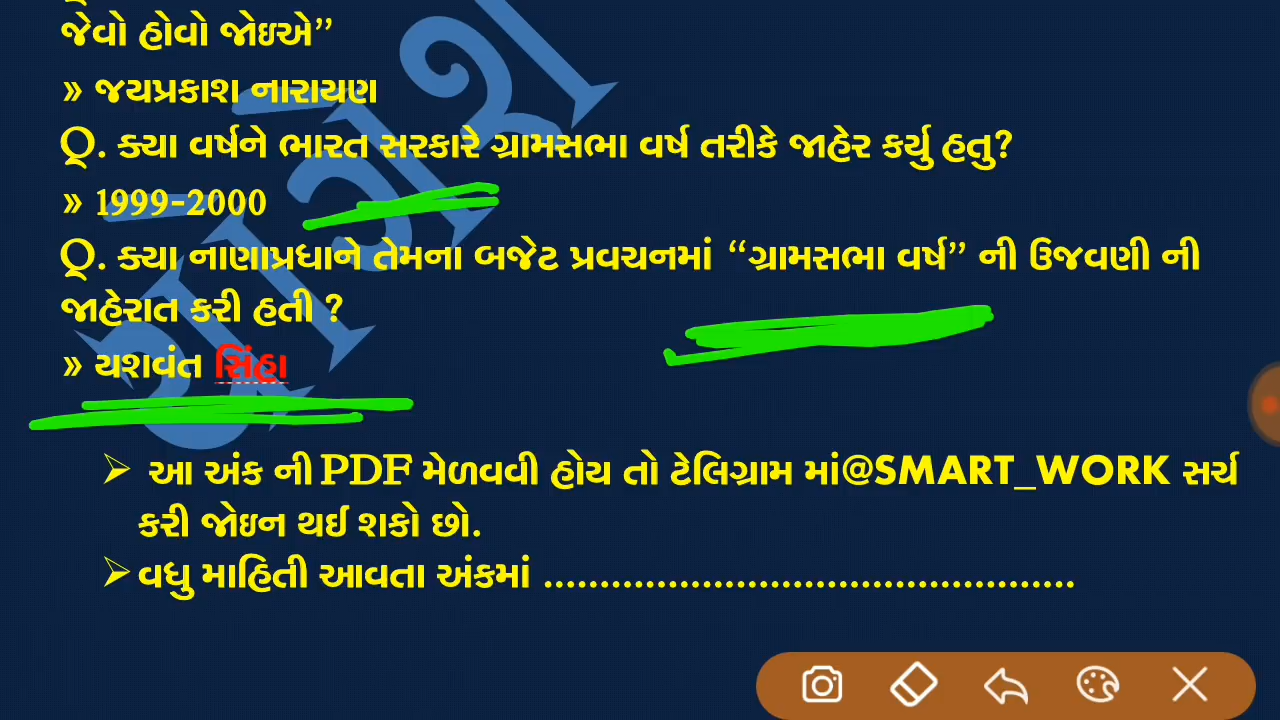 જેવો હોવો જોઇએ”
» જયપ્રકાશ નારાયણ
Q. ક્યા વર્ષને ભારત સરકારે ગ્રામસભા વર્ષ તરીકે જાહેર કર્યુ હતુ?
» 1999-2000
Q. ક્યા નાણાપ્રધાને તેમના બજેટ પ્રવચનમાં “ગ્રામસભા વર્ષ” ની ઉજવણી ની
જાહેરાત કરી હતી ?
» યશવંત સિંહા
➢ આ અંક ની PDF મેળવવી હોય તો ટેલિગ્રામ માં@SMART_WORK સર્ચ
કરી જોઇન થઈ શકો છો.
➢ વધુ માહિતી આવતા અંકમાં ...............................................